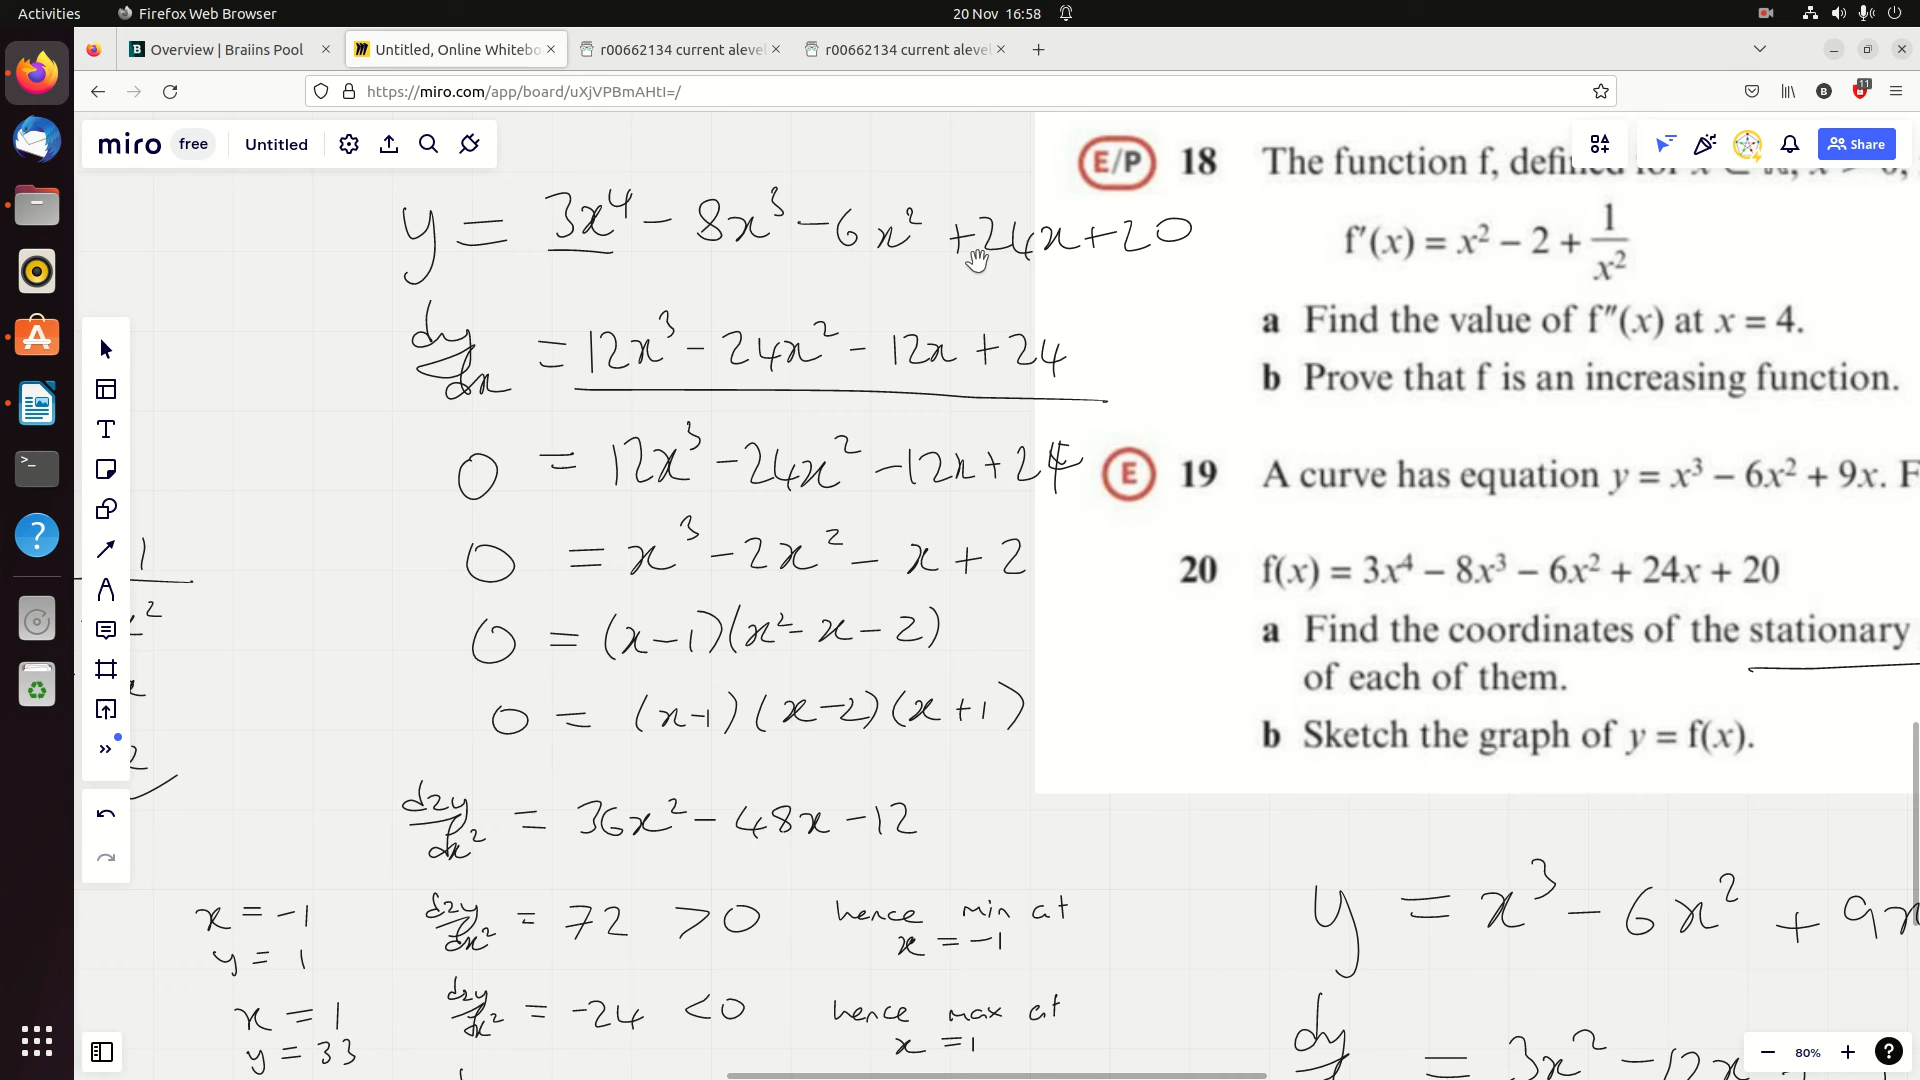 Activities
Firefox Web Browser
20 Nov 16:58
Overview | Braiins Pool
Untitled, Online Whitebo
r00662134 current alevel
r00662134 current alevel
https://miro.com/app/board/uXjVPBmAHtI=/
11
miro free Untitled
Share
y = 3x⁴ - 8x³ - 6x² + 24x + 20
dy/dx = 12x³ - 24x² - 12x + 24
0 = 12x³ - 24x² - 12x + 24
0 = x³ - 2x² - x + 2
0 = (x-1)(x² - x - 2)
0 = (x-1)(x-2)(x+1)
d2y/dx² = 36x² - 48x - 12
x = -1
y = 1
d2y/dx² = 72 > 0
hence min at
x = -1
x = 1
y = 33
d2y/dx² = -24 < 0
hence max at
x = 1
E/P 18 The function f,
f′(x) = x² − 2 + 1/x²
a Find the value of f″(x) at x = 4.
b Prove that f is an increasing function.
E 19 A curve has equation y = x³ − 6x² + 9x. F
20 f(x) = 3x⁴ − 8x³ − 6x² + 24x + 20
a Find the coordinates of the stationary
of each of them.
b Sketch the graph of y = f(x).
y = x³ - 6x² + 9x
dy/dx = 3x² - 12x
80%